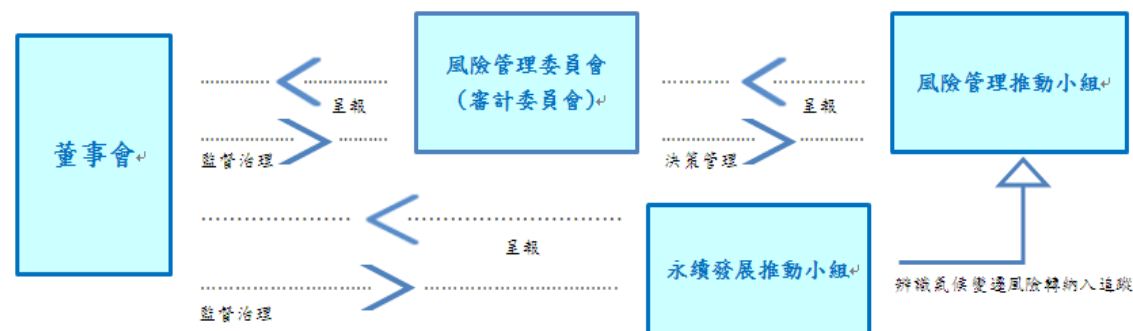 董事會
風險管理委員會
(審計委員會)
風險管理推動小組
呈報
呈報
監督治理
決策管理
呈報
永續發展推動小組
辨識氣候變遷風險轉納入追蹤
監督治理